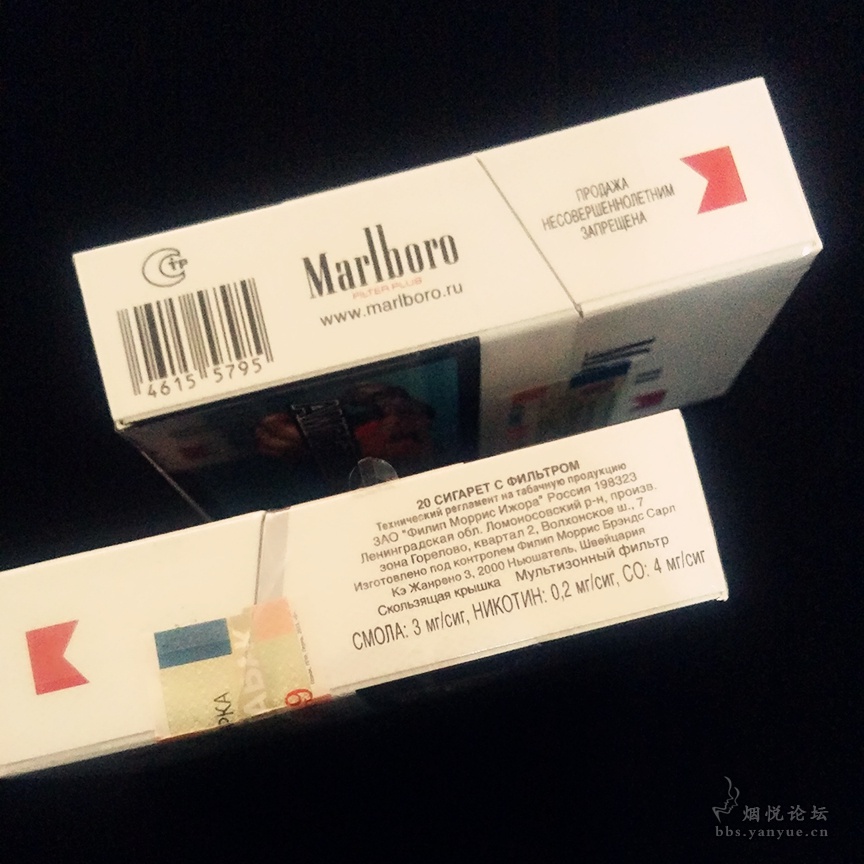 ПРОДАЖА
НЕСОВЕРШЕННОЛЕТНИМ
ЗАПРЕЩЕНА
Marlboro
FILTER PLUS
www.marlboro.ru
4615 5795
20 СИГАРЕТ С ФИЛЬТРОМ
Технический регламент на табачную продукцию
ЗАО "Филип Моррис Ижора" Россия 198323
Ленинградская обл. Ломоносовский р-н, произв.
зона Горелово, квартал 2, Волхонское ш., 7
Изготовлено под контролем Филип Моррис Брэндс Сарл
Кэ Жанрено 3, 2000 Ньюшатель, Швейцария
Скользящая крышка Мультизонный фильтр
СМОЛА: 3 мг/сиг, НИКОТИН: 0,2 мг/сиг, СО: 4 мг/сиг
烟悦论坛
bbs.yanyue.cn